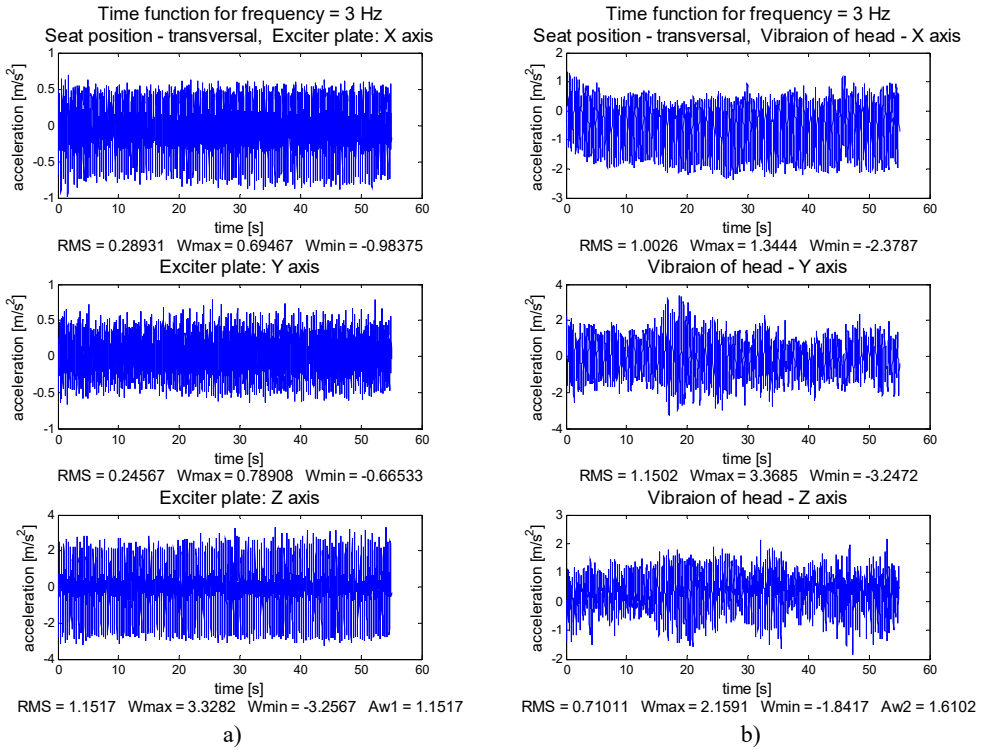 Time function for frequency = 3 Hz
Seat position - transversal, Exciter plate: X axis
1
0.5
0
-0.5
-1
acceleration [m/s²]
0 10 20 30 40 50 60
time [s]
RMS = 0.28931 Wmax = 0.69467 Wmin = -0.98375
Exciter plate: Y axis
1
0.5
0
-0.5
-1
acceleration [m/s²]
0 10 20 30 40 50 60
time [s]
RMS = 0.24567 Wmax = 0.78908 Wmin = -0.66533
Exciter plate: Z axis
4
2
0
-2
-4
acceleration [m/s²]
0 10 20 30 40 50 60
time [s]
RMS = 1.1517 Wmax = 3.3282 Wmin = -3.2567 Aw1 = 1.1517
a)
Time function for frequency = 3 Hz
Seat position - transversal, Vibraion of head - X axis
2
1
0
-1
-2
-3
acceleration [m/s²]
0 10 20 30 40 50 60
time [s]
RMS = 1.0026 Wmax = 1.3444 Wmin = -2.3787
Vibraion of head - Y axis
4
2
0
-2
-4
acceleration [m/s²]
0 10 20 30 40 50 60
time [s]
RMS = 1.1502 Wmax = 3.3685 Wmin = -3.2472
Vibraion of head - Z axis
3
2
1
0
-1
-2
acceleration [m/s²]
0 10 20 30 40 50 60
time [s]
RMS = 0.71011 Wmax = 2.1591 Wmin = -1.8417 Aw2 = 1.6102
b)